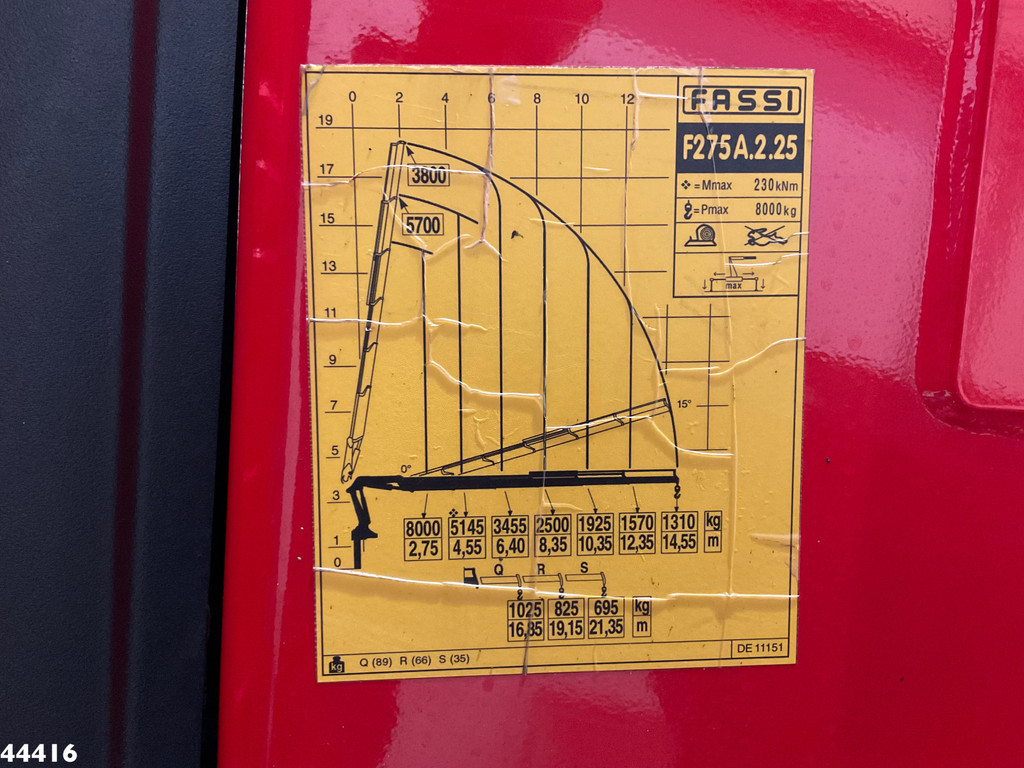 0 2 4 6 8 10 12
FASSI
19
F275A.2.25
17
3800
= Mmax 230kNm
15
5700
= Pmax 8000kg
13
max
11
9
7
15°
5
0°
3
8000 5145 3455 2500 1925 1570 1310 kg
2,75 4,55 6,40 8,35 10,35 12,35 14,55 m
1
0
Q R S
1025 825 695 kg
16,85 19,15 21,35 m
kg Q (89) R (66) S (35)
DE 11151
44416